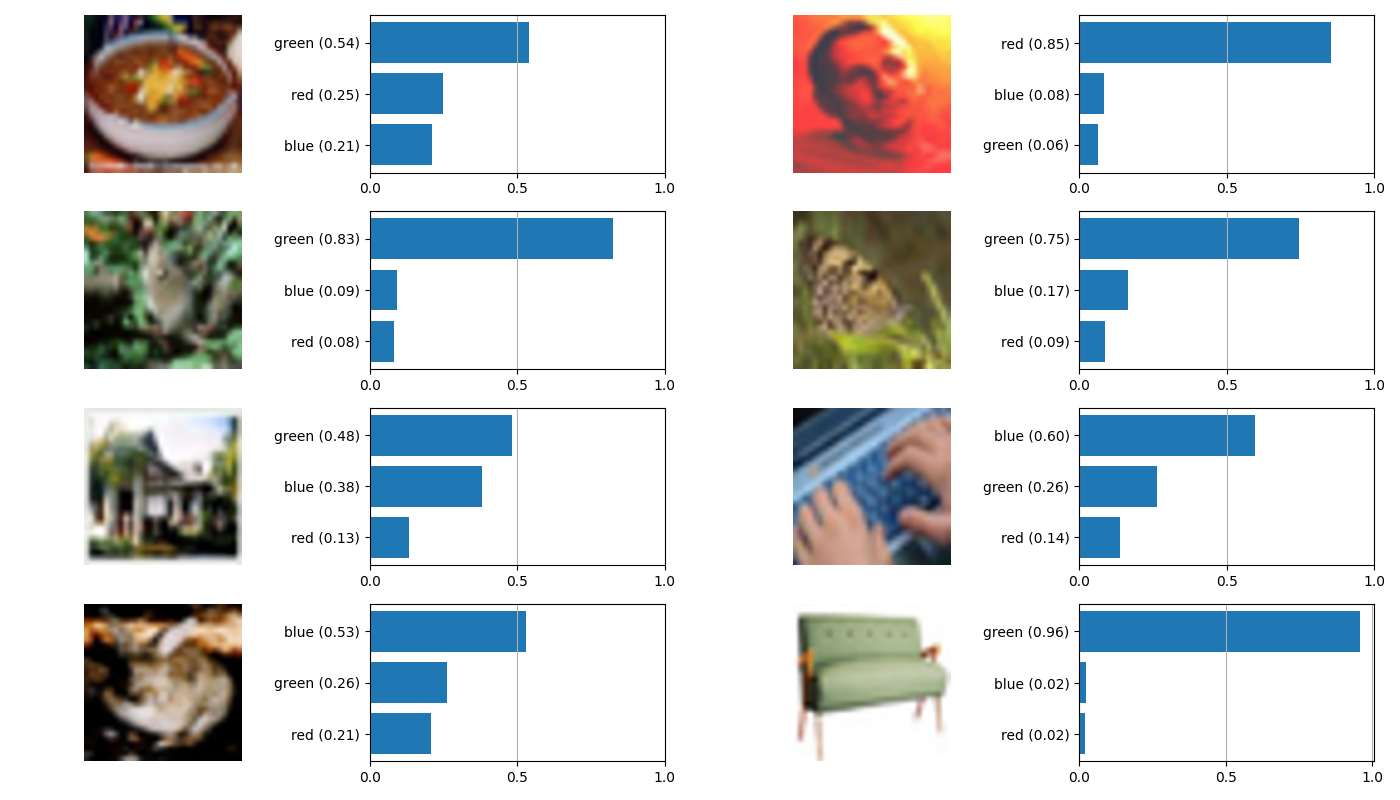 green (0.54)
red (0.25)
blue (0.21)
0.0 0.5 1.0
red (0.85)
blue (0.08)
green (0.06)
0.0 0.5 1.0
green (0.83)
blue (0.09)
red (0.08)
0.0 0.5 1.0
green (0.75)
blue (0.17)
red (0.09)
0.0 0.5 1.0
green (0.48)
blue (0.38)
red (0.13)
0.0 0.5 1.0
blue (0.60)
green (0.26)
red (0.14)
0.0 0.5 1.0
blue (0.53)
green (0.26)
red (0.21)
0.0 0.5 1.0
green (0.96)
blue (0.02)
red (0.02)
0.0 0.5 1.0